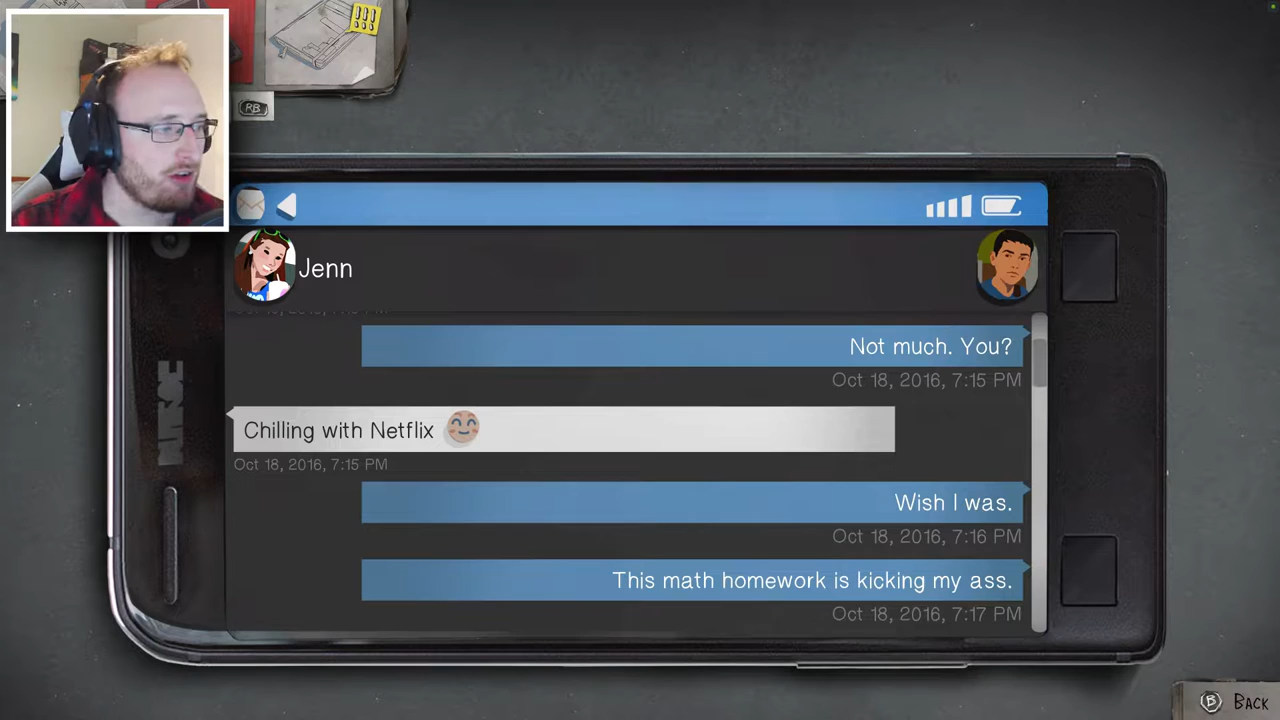 RB
Jenn
Not much. You?
Oct 18, 2016, 7:15 PM
Chilling with Netflix
Oct 18, 2016, 7:15 PM
Wish I was.
Oct 18, 2016, 7:16 PM
This math homework is kicking my ass.
Oct 18, 2016, 7:17 PM
B BACK